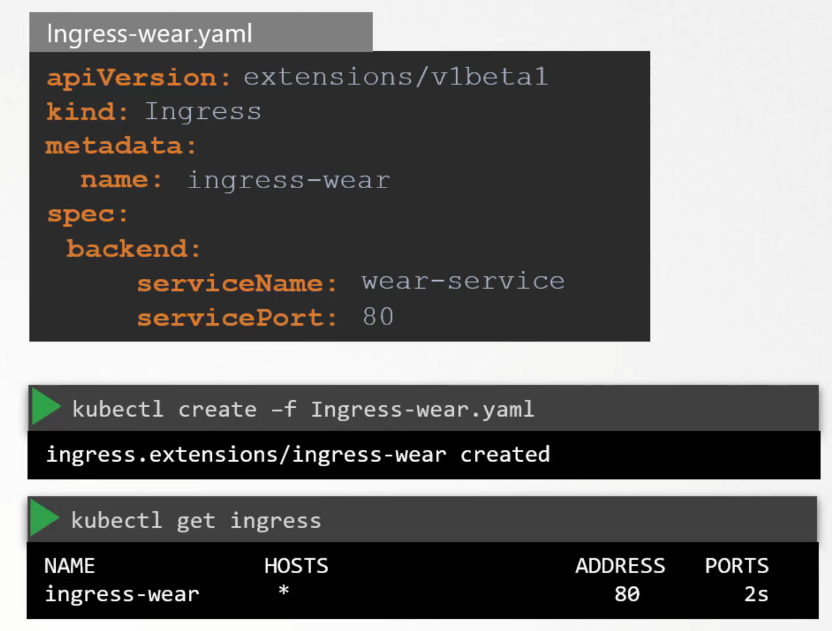 Ingress-wear.yaml
apiVersion: extensions/v1beta1
kind: Ingress
metadata:
name: ingress-wear
spec:
backend:
serviceName: wear-service
servicePort: 80
kubectl create –f Ingress-wear.yaml
ingress.extensions/ingress-wear created
kubectl get ingress
NAME HOSTS ADDRESS PORTS
ingress-wear * 80 2s